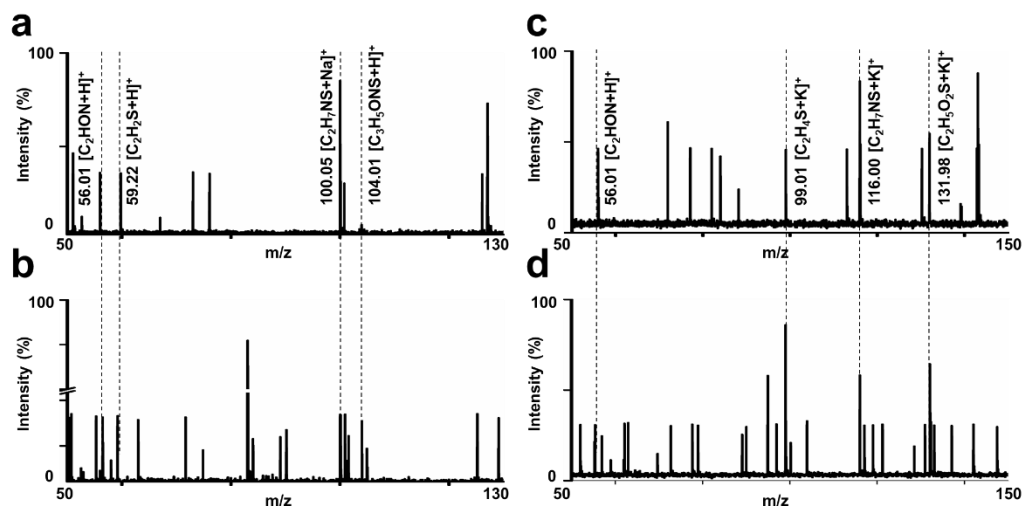 a
100
Intensity (%)
0
56.01 [C₂HON+H]⁺
59.22 [C₂H₂S+H]⁺
100.05 [C₂H₇NS+Na]⁺
104.01 [C₃H₅ONS+H]⁺
50
m/z
130
b
100
Intensity (%)
0
50
m/z
130
c
100
Intensity (%)
0
56.01 [C₂HON+H]⁺
99.01 [C₂H₄S+K]⁺
116.00 [C₂H₇NS+K]⁺
131.98 [C₂H₅O₂S+K]⁺
50
m/z
150
d
100
Intensity (%)
0
50
m/z
150